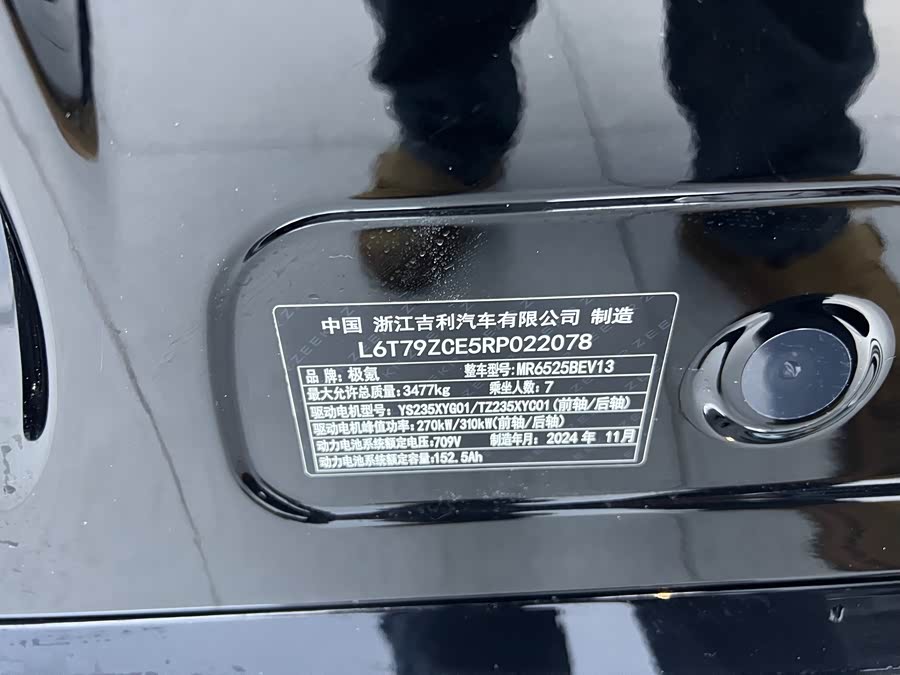 中国 浙江吉利汽车有限公司 制造
L6T79ZCE5RP022078
品 牌：极氪 整车型号：MR6525BEV13
最大允许总质量：3477kg 乘坐人数：7
驱动电机型号：YS235XYG01/TZ235XYC01(前轴/后轴)
驱动电机峰值功率：270kW/310kW(前轴/后轴)
动力电池系统额定电压：709V 制造年月：2024 年 11月
动力电池系统额定容量：152.5Ah